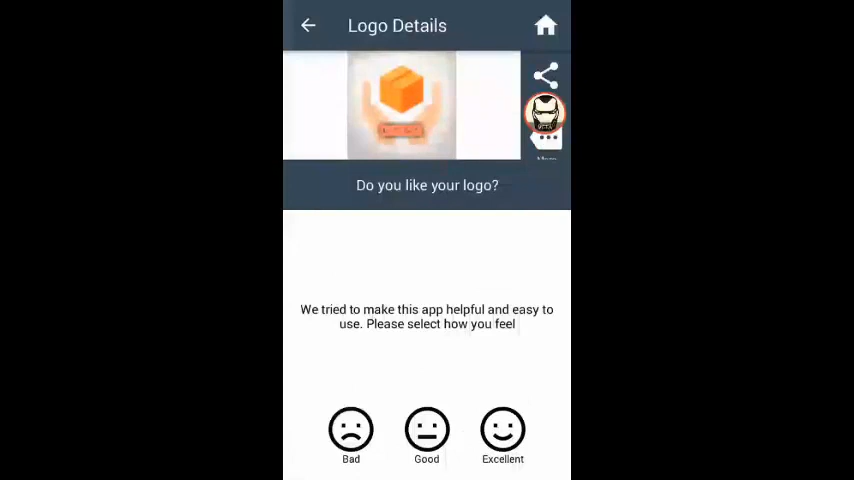 Logo Details
Do you like your logo?
We tried to make this app helpful and easy to
use. Please select how you feel
Bad
Good
Excellent